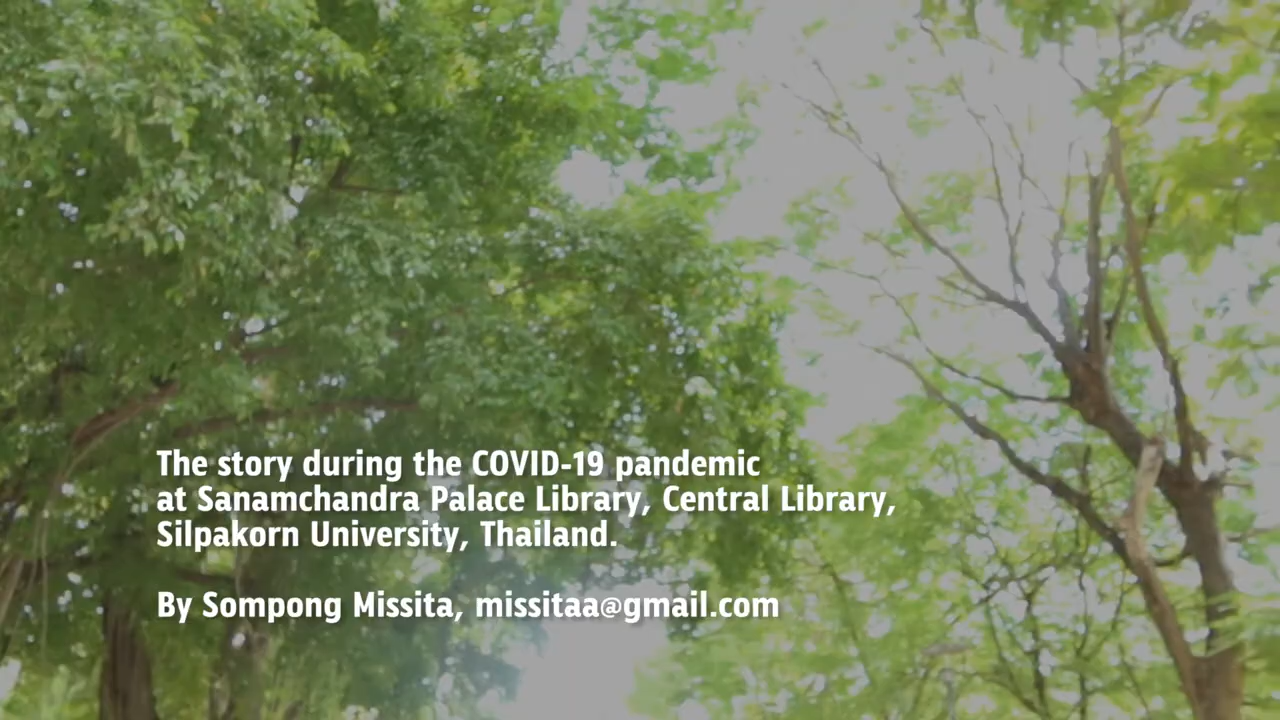 The story during the COVID-19 pandemic
at Sanamchandra Palace Library, Central Library,
Silpakorn University, Thailand.
By Sompong Missita, missitaa@gmail.com